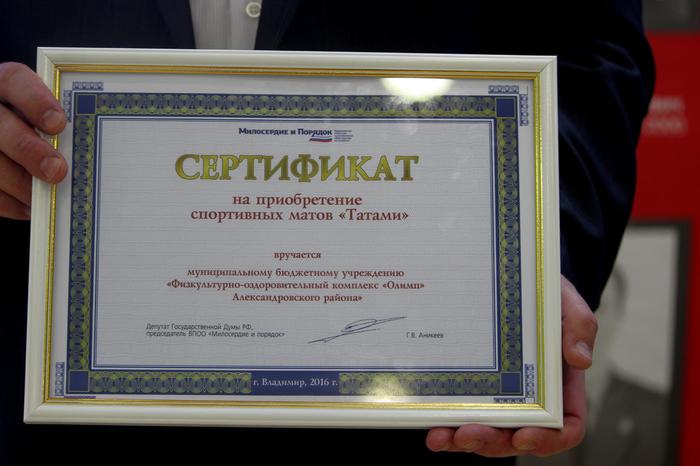 Милосердие и Порядок
СЕРТИФИКАТ
на приобретение
спортивных матов «Татами»
вручается
муниципальному бюджетному учреждению
«Физкультурно-оздоровительный комплекс «Олимп»
Александровского района»
Депутат Государственной Думы РФ,
председатель ВПОО «Милосердие и порядок»
Г.В. Аникеев
г. Владимир, 2016 г.